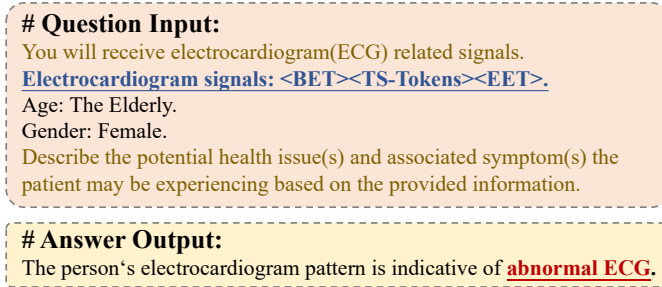 # Question Input:
You will receive electrocardiogram(ECG) related signals.
Electrocardiogram signals: <BET><TS-Tokens><EET>.
Age: The Elderly.
Gender: Female.
Describe the potential health issue(s) and associated symptom(s) the
patient may be experiencing based on the provided information.
# Answer Output:
The person‘s electrocardiogram pattern is indicative of abnormal ECG.